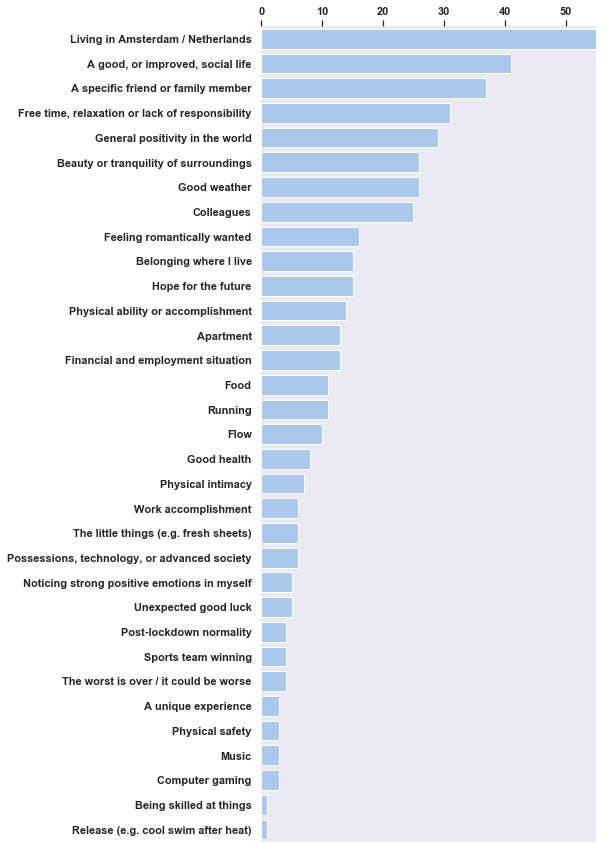 0 10 20 30 40 50
Living in Amsterdam / Netherlands
A good, or improved, social life
A specific friend or family member
Free time, relaxation or lack of responsibility
General positivity in the world
Beauty or tranquility of surroundings
Good weather
Colleagues
Feeling romantically wanted
Belonging where I live
Hope for the future
Physical ability or accomplishment
Apartment
Financial and employment situation
Food
Running
Flow
Good health
Physical intimacy
Work accomplishment
The little things (e.g. fresh sheets)
Possessions, technology, or advanced society
Noticing strong positive emotions in myself
Unexpected good luck
Post-lockdown normality
Sports team winning
The worst is over / it could be worse
A unique experience
Physical safety
Music
Computer gaming
Being skilled at things
Release (e.g. cool swim after heat)